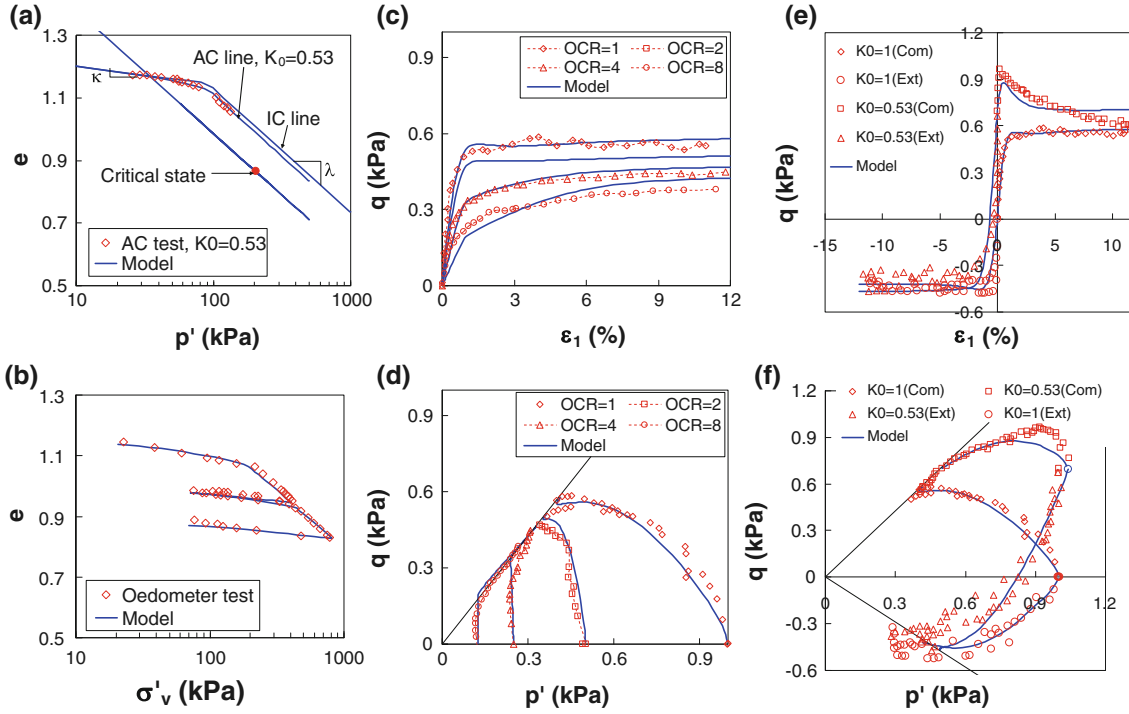 (a)
1.3
1.1
0.9
0.7
0.5
e
κ
AC line, K₀=0.53
IC line
λ
Critical state
AC test, K0=0.53
Model
10
100
1000
p' (kPa)
(b)
1.3
1.1
0.9
0.7
0.5
e
Oedometer test
Model
10
100
1000
σ'ᵥ (kPa)
(c)
0.9
0.6
0.3
0
q (kPa)
OCR=1 OCR=2
OCR=4 OCR=8
Model
0 3 6 9 12
ε₁ (%)
(d)
0.9
0.6
0.3
0
q (kPa)
OCR=1 OCR=2
OCR=4 OCR=8
Model
0 0.3 0.6 0.9
p' (kPa)
(e)
K0=1(Com)
K0=1(Ext)
K0=0.53(Com)
K0=0.53(Ext)
Model
1.2
0.9
0.6
0.3
0
-0.3
-0.6
q (kPa)
-15 -10 -5 0 5 10
ε₁ (%)
(f)
K0=1(Com) K0=0.53(Com)
K0=0.53(Ext) K0=1(Ext)
Model
1.2
0.9
0.6
0.3
0
-0.3
-0.6
q (kPa)
0 0.3 0.6 0.9 1.2
p' (kPa)